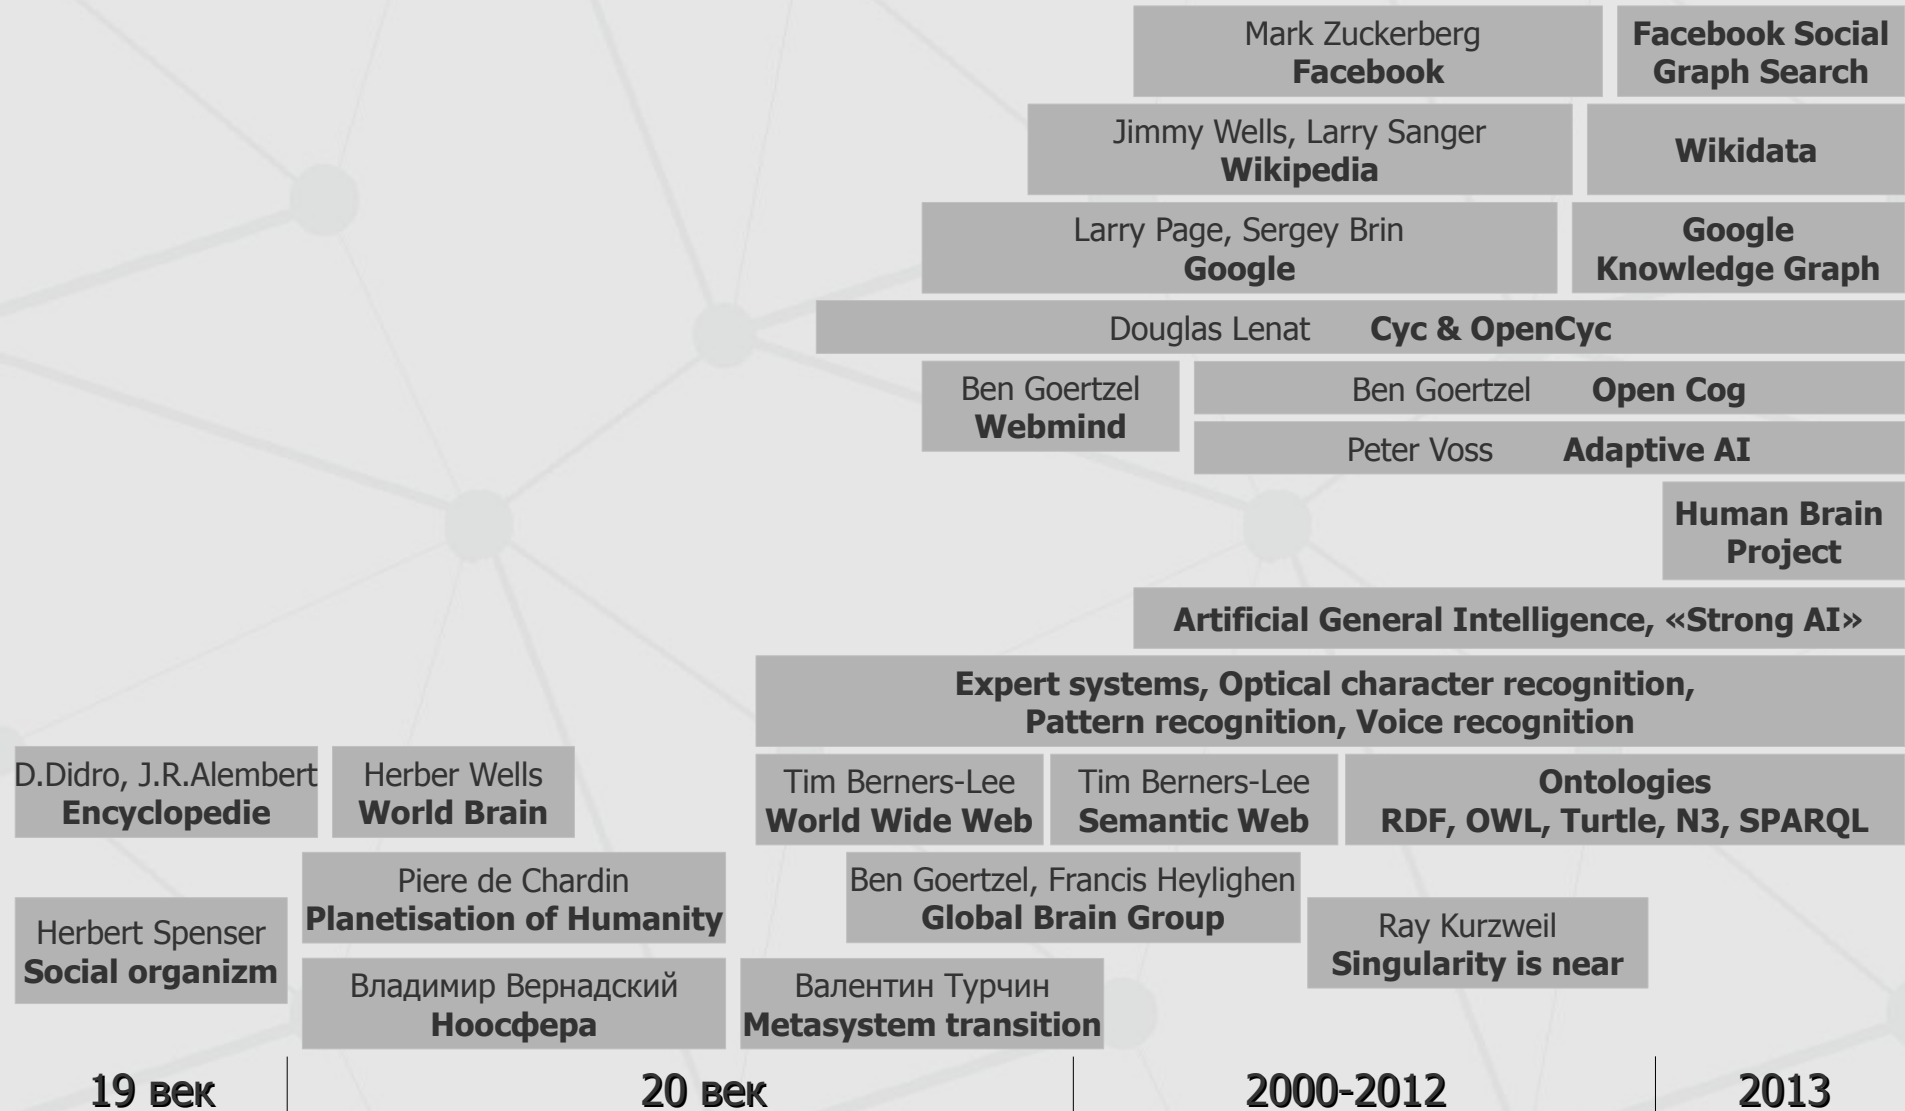 Mark Zuckerberg
Facebook
Facebook Social
Graph Search
Jimmy Wells, Larry Sanger
Wikipedia
Wikidata
Larry Page, Sergey Brin
Google
Google
Knowledge Graph
Douglas Lenat Cyc & OpenCyc
Ben Goertzel
Webmind
Ben Goertzel Open Cog
Peter Voss Adaptive AI
Human Brain
Project
Artificial General Intelligence, «Strong AI»
Expert systems, Optical character recognition,
Pattern recognition, Voice recognition
D.Didro, J.R.Alembert
Encyclopedie
Herber Wells
World Brain
Tim Berners-Lee
World Wide Web
Tim Berners-Lee
Semantic Web
Ontologies
RDF, OWL, Turtle, N3, SPARQL
Piere de Chardin
Planetisation of Humanity
Ben Goertzel, Francis Heylighen
Global Brain Group
Herbert Spenser
Social organizm
Ray Kurzweil
Singularity is near
Владимир Вернадский
Ноосфера
Валентин Турчин
Metasystem transition
19 век
20 век
2000-2012
2013